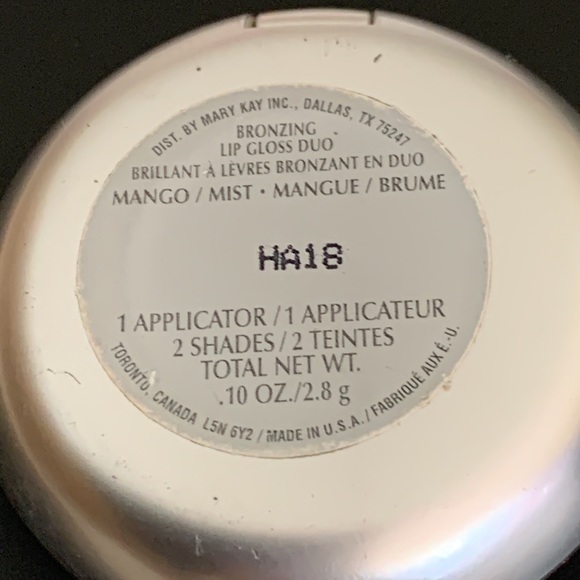 DIST. BY MARY KAY INC., DALLAS, TX 75247
BRONZING
LIP GLOSS DUO
BRILLANT À LÈVRES BRONZANT EN DUO
MANGO / MIST • MANGUE / BRUME
HA18
1 APPLICATOR / 1 APPLICATEUR
2 SHADES / 2 TEINTES
TOTAL NET WT.
.10 OZ./2.8 g
TORONTO, CANADA L5N 6Y2 / MADE IN U.S.A. / FABRIQUÉ AUX É.-U.